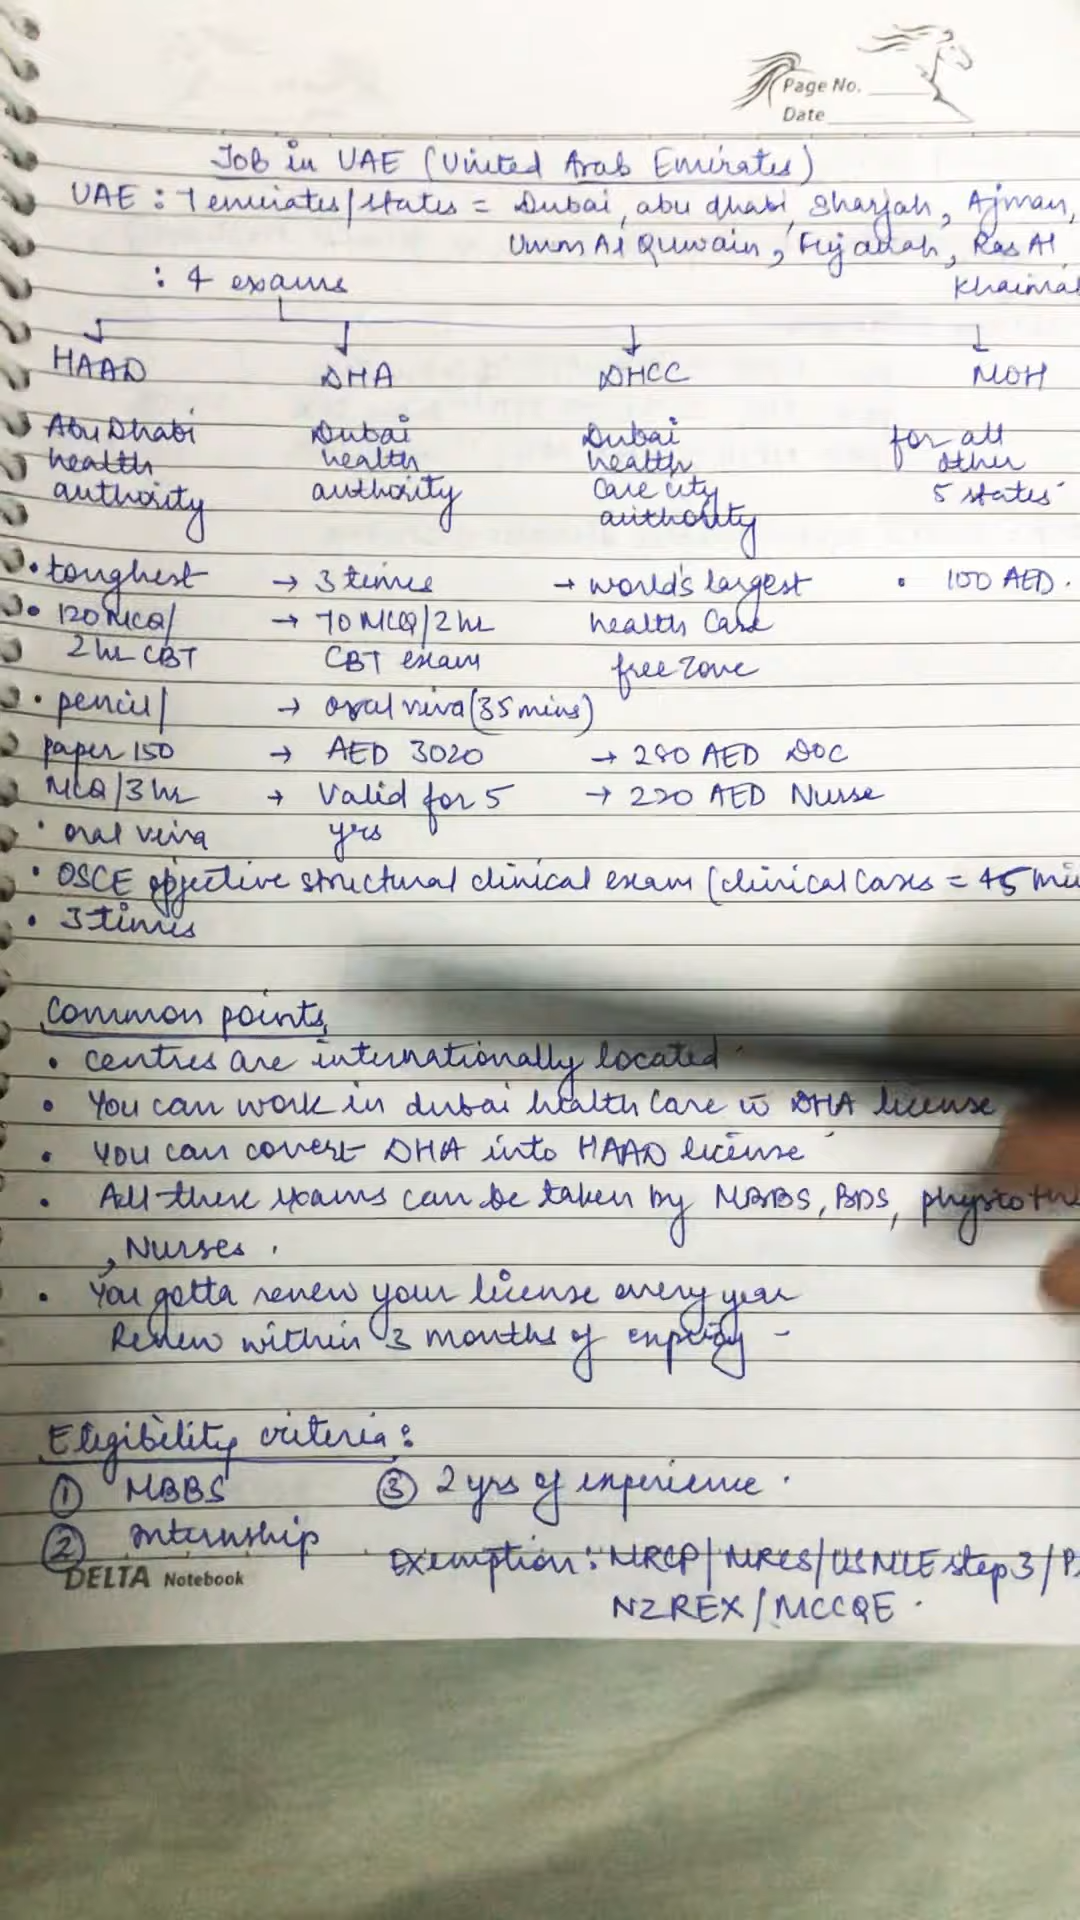 Page No.
Date
Job in UAE (United Arab Emirates)
UAE : 7 emirates/states = Dubai, abu dhabi, Sharjah, Ajman,
Umm Al Quwain, Fujairah, Ras Al
: 4 exams Khaimah
HAAD DHA DHCC MOH
Abu Dhabi Dubai Dubai for all
health health health other
authority authority care city 5 states
authority
• toughest → 3 times → world's largest • 100 AED.
• 120 MCQ/ → 70 MCQ/2 hr health Care
2 hr CBT CBT exam free zone
• pencil/ → oral viva (35 mins)
paper 150 → AED 3020 → 280 AED DOC
MCQ/3 hr → Valid for 5 → 220 AED Nurse
• oral viva yrs
• OSCE objective structural clinical exam (clinical cases = 45 min
• 3 times
Common points
• centres are internationally located
• You can work in dubai health care DHA license
• You can covert DHA into HAAD license
• All these exams can be taken by MBBS, BDS, physiothe
, Nurses.
• You gotta renew your license every year
Renew within 3 months of expiry -
Eligibility criteria :
① MBBS ③ 2 yrs of experience.
② Internship
Exemption : MRCP/MRCS/USMLE step 3/
NZREX/MCCQE.
DELTA Notebook